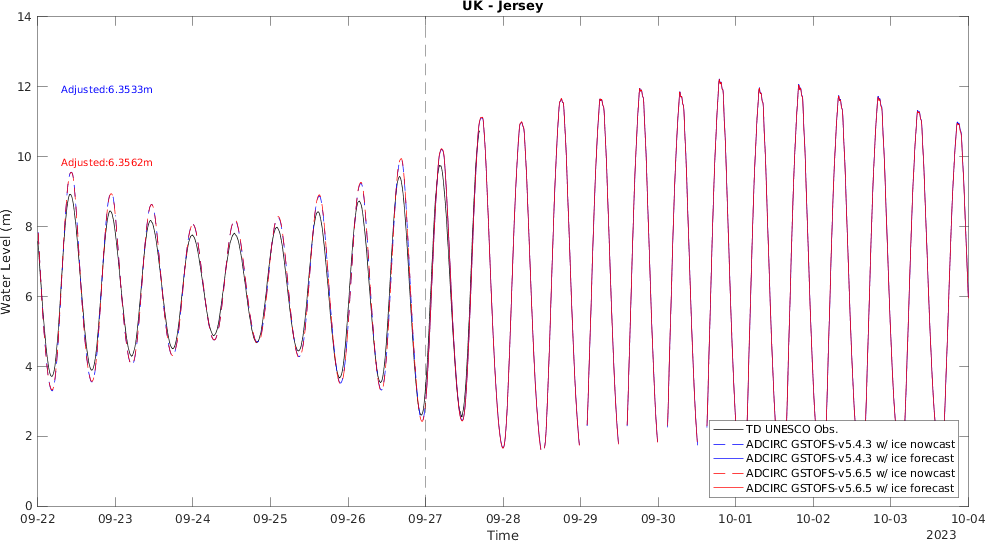 UK - Jersey
14
12
10
8
6
4
2
0
Water Level (m)
Adjusted:6.3533m
Adjusted:6.3562m
TD UNESCO Obs.
ADCIRC GSTOFS-v5.4.3 w/ ice nowcast
ADCIRC GSTOFS-v5.4.3 w/ ice forecast
ADCIRC GSTOFS-v5.6.5 w/ ice nowcast
ADCIRC GSTOFS-v5.6.5 w/ ice forecast
09-22 09-23 09-24 09-25 09-26 09-27 09-28 09-29 09-30 10-01 10-02 10-03 10-04
Time
2023